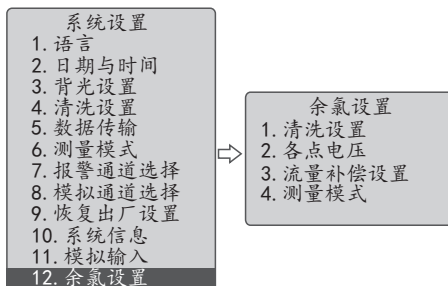 系统设置
1. 语言
2. 日期与时间
3. 背光设置
4. 清洗设置
5. 数据传输
6. 测量模式
7. 报警通道选择
8. 模拟通道选择
9. 恢复出厂设置
10. 系统信息
11. 模拟输入
12. 余氯设置
余氯设置
1. 清洗设置
2. 各点电压
3. 流量补偿设置
4. 测量模式